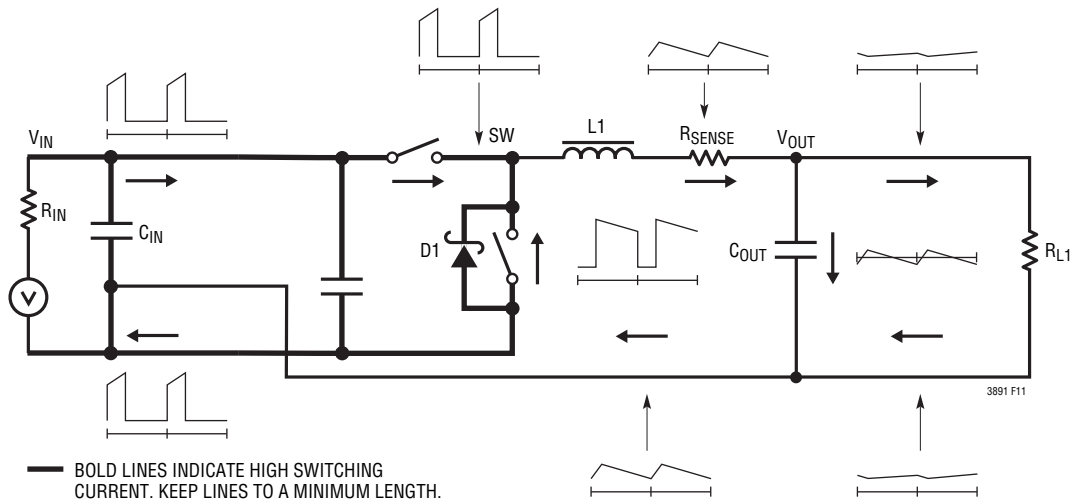 SW
L1
RSENSE
VOUT
VIN
RIN
CIN
D1
COUT
RL1
V
3891 F11
BOLD LINES INDICATE HIGH SWITCHING
CURRENT. KEEP LINES TO A MINIMUM LENGTH.